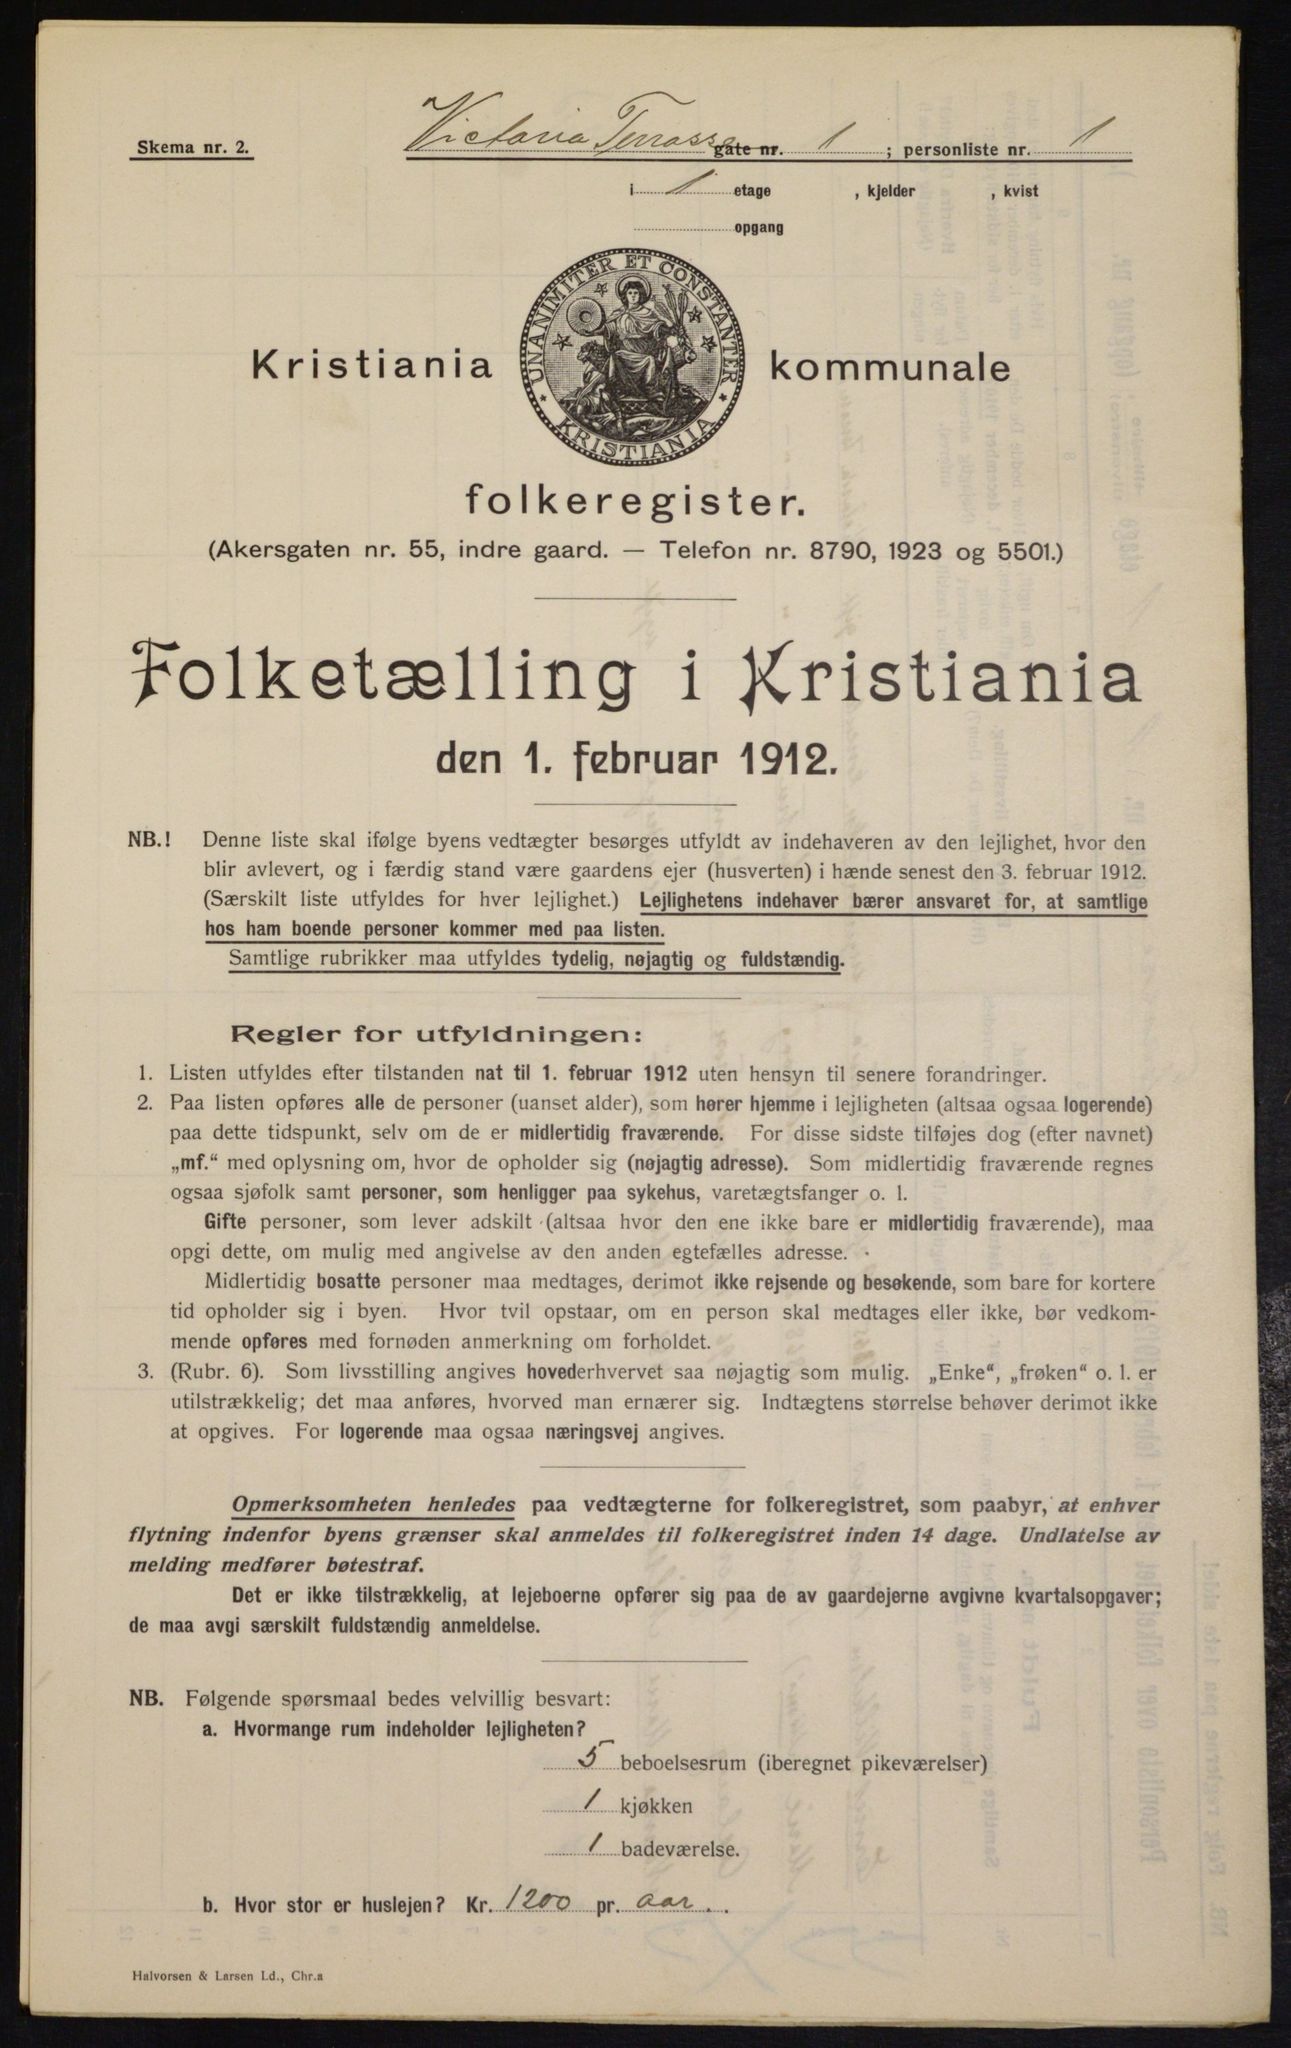 Skema nr. 2.
Victoria Terrasse gate nr. 1 ; personliste nr. 1
i 1 etage , kjelder , kvist
opgang
UNANIMITER ET CONSTANTER
KRISTIANIA
Kristiania kommunale
folkeregister.
(Akersgaten nr. 55, indre gaard. — Telefon nr. 8790, 1923 og 5501.)
Folketælling i Kristiania
den 1. februar 1912.
NB.! Denne liste skal ifølge byens vedtægter besørges utfyldt av indehaveren av den lejlighet, hvor den
blir avlevert, og i færdig stand være gaardens ejer (husverten) i hænde senest den 3. februar 1912.
(Særskilt liste utfyldes for hver lejlighet.) Lejlighetens indehaver bærer ansvaret for, at samtlige
hos ham boende personer kommer med paa listen.
Samtlige rubrikker maa utfyldes tydelig, nøjagtig og fuldstændig.
Regler for utfyldningen:
1. Listen utfyldes efter tilstanden nat til 1. februar 1912 uten hensyn til senere forandringer.
2. Paa listen opføres alle de personer (uanset alder), som hører hjemme i lejligheten (altsaa ogsaa logerende)
paa dette tidspunkt, selv om de er midlertidig fraværende. For disse sidste tilføjes dog (efter navnet)
„mf.“ med oplysning om, hvor de opholder sig (nøjagtig adresse). Som midlertidig fraværende regnes
ogsaa sjøfolk samt personer, som henligger paa sykehus, varetægtsfanger o. l.
Gifte personer, som lever adskilt (altsaa hvor den ene ikke bare er midlertidig fraværende), maa
opgi dette, om mulig med angivelse av den anden egtefælles adresse.
Midlertidig bosatte personer maa medtages, derimot ikke rejsende og besøkende, som bare for kortere
tid opholder sig i byen. Hvor tvil opstaar, om en person skal medtages eller ikke, bør vedkom-
mende opføres med fornøden anmerkning om forholdet.
3. (Rubr. 6). Som livsstilling angives hovederhvervet saa nøjagtig som mulig. „Enke“, „frøken“ o. l. er
utilstrækkelig; det maa anføres, hvorved man ernærer sig. Indtægtens størrelse behøver derimot ikke
at opgives. For logerende maa ogsaa næringsvej angives.
Opmerksomheten henledes paa vedtægterne for folkeregistret, som paabyr, at enhver
flytning indenfor byens grænser skal anmeldes til folkeregistret inden 14 dage. Undlatelse av
melding medfører bøtestraf.
Det er ikke tilstrækkelig, at lejeboerne opfører sig paa de av gaardejerne avgivne kvartalsopgaver;
de maa avgi særskilt fuldstændig anmeldelse.
NB. Følgende spørsmaal bedes velvillig besvart:
a. Hvormange rum indeholder lejligheten?
5 beboelsesrum (iberegnet pikeværelser)
1 kjøkken
1 badeværelse.
b. Hvor stor er huslejen? Kr. 1200 pr. aar.
Halvorsen & Larsen Ld., Chr.a